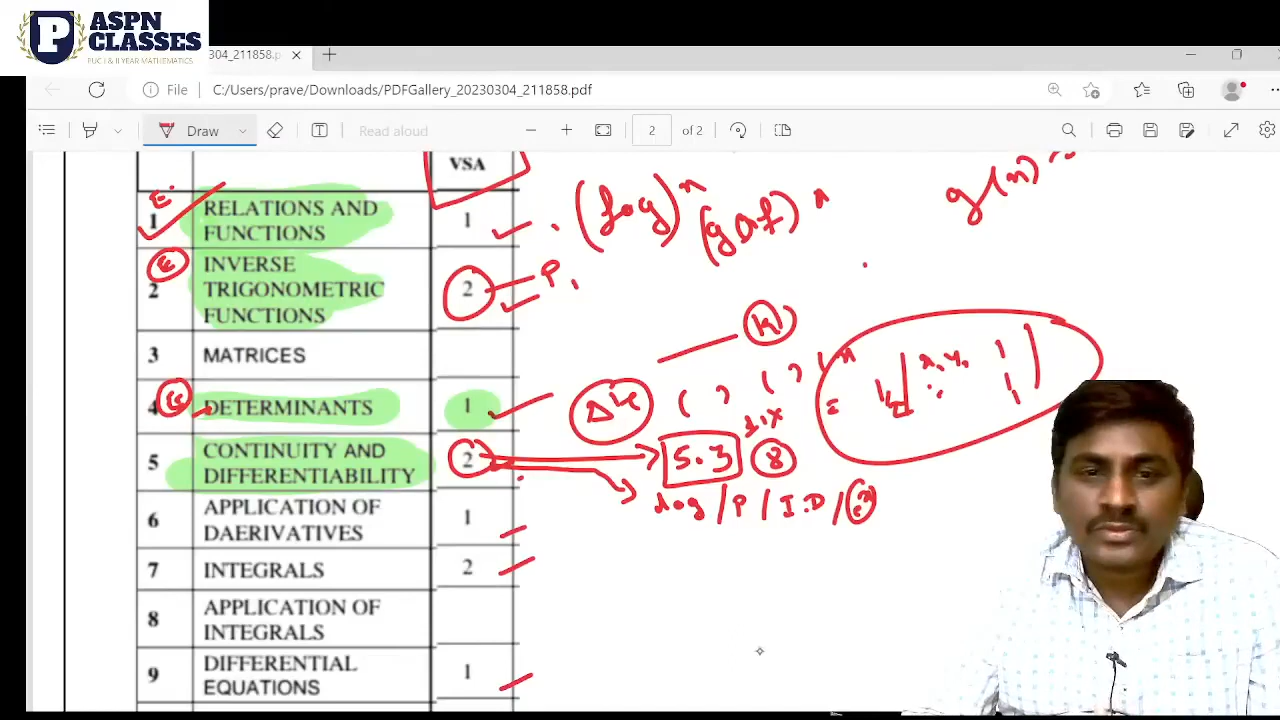 ASPN
CLASSES
PUC I & II YEAR MATHEMATICS
304_211858.p
File C:/Users/prave/Downloads/PDFGallery_20230304_211858.pdf
Draw Read aloud 2 of 2
VSA
1 RELATIONS AND FUNCTIONS 1
2 INVERSE TRIGONOMETRIC FUNCTIONS 2
3 MATRICES
4 DETERMINANTS 1
5 CONTINUITY AND DIFFERENTIABILITY 2
6 APPLICATION OF DAERIVATIVES 1
7 INTEGRALS 2
8 APPLICATION OF INTEGRALS
9 DIFFERENTIAL EQUATIONS 1
E
E
(fog)x (gof)x
P
Δle
5.3 8
log / P / I.D /